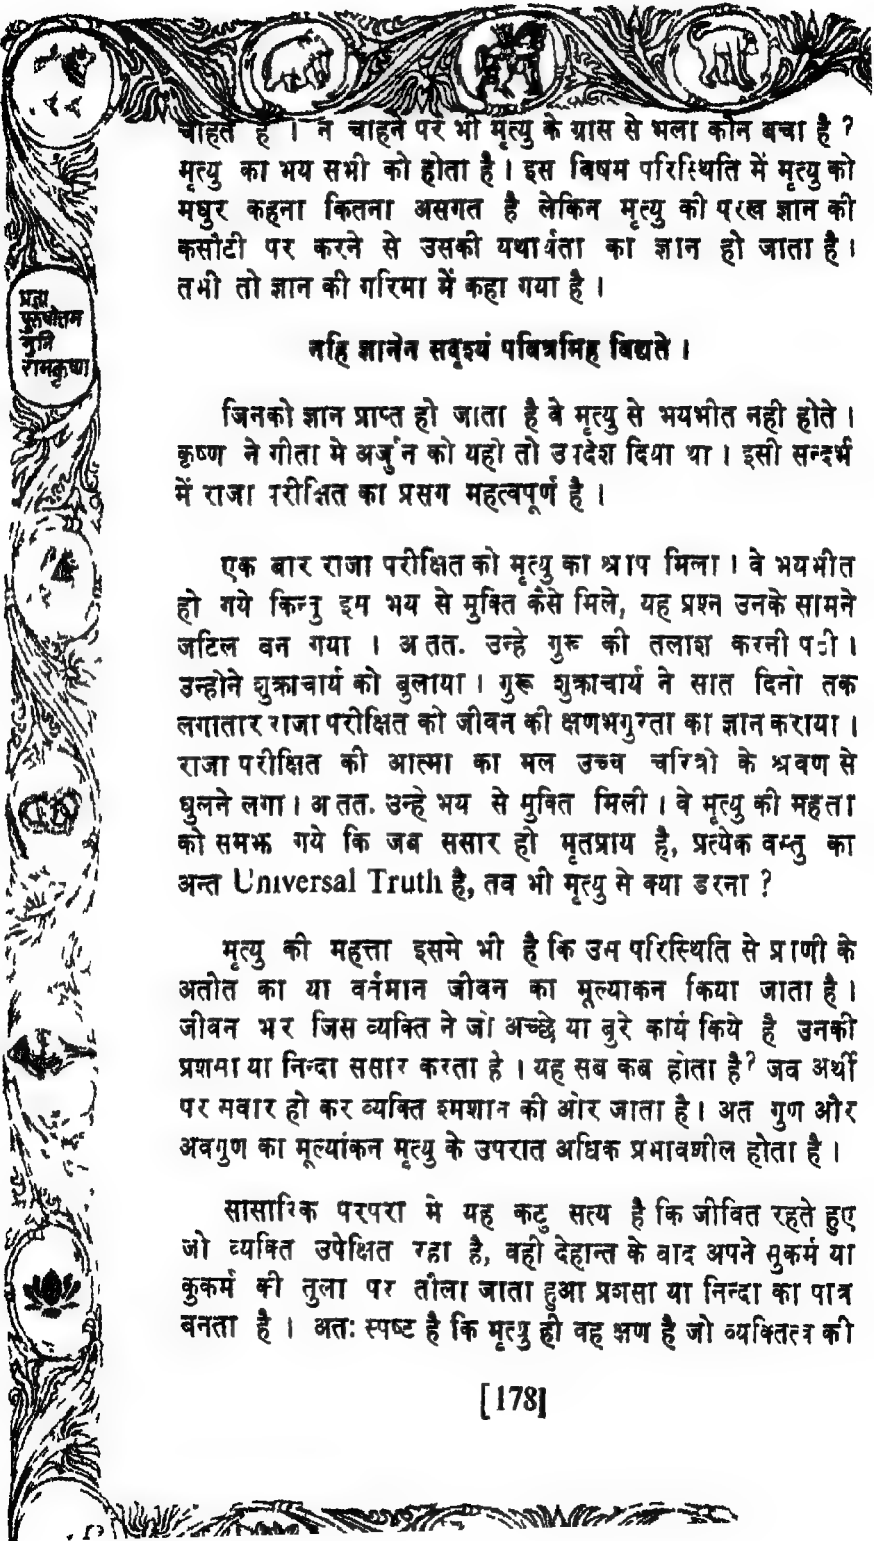 चाहते है । न चाहने पर भी मृत्यु के ग्रास से भला कौन बचा है ?
मृत्यु का भय सभी को होता है । इस विषम परिस्थिति में मृत्यु को
मधुर कहना कितना असगत है लेकिन मृत्यु की परख ज्ञान की
कसौटी पर करने से उसकी यथार्थता का ज्ञान हो जाता है ।
तभी तो ज्ञान की गरिमा में कहा गया है ।
नहि ज्ञानेन सदृश्यं पवित्रमिह विद्यते ।
जिनको ज्ञान प्राप्त हो जाता है वे मृत्यु से भयभीत नही होते ।
कृष्ण ने गीता मे अर्जुन को यही तो उपदेश दिया था । इसी सन्दर्भ
में राजा परीक्षित का प्रसग महत्वपूर्ण है ।
एक बार राजा परीक्षित को मृत्यु का श्राप मिला । वे भयभीत
हो गये किन्तु इम भय से मुक्ति कैसे मिले, यह प्रश्न उनके सामने
जटिल बन गया । अतत. उन्हे गुरू की तलाश करनी पडी ।
उन्होने शुक्राचार्य को बुलाया । गुरू शुक्राचार्य ने सात दिनो तक
लगातार राजा परीक्षित को जीवन की क्षणभगुरता का ज्ञान कराया ।
राजा परीक्षित की आत्मा का मल उच्च चरित्रो के श्रवण से
घुलने लगा । अतत. उन्हे भय से मुक्ति मिली । वे मृत्यु की महत्ता
को समझ गये कि जब ससार ही मृतप्राय है, प्रत्येक वस्तु का
अन्त Universal Truth है, तब भी मृत्यु से क्या डरना ?
मृत्यु की महत्ता इसमे भी है कि उस परिस्थिति से प्राणी के
अतीत का या वर्तमान जीवन का मूल्याकन किया जाता है ।
जीवन भर जिस व्यक्ति ने जो अच्छे या बुरे कार्य किये है उनकी
प्रशसा या निन्दा ससार करता है । यह सब कब होता है? जब अर्थी
पर सवार हो कर व्यक्ति श्मशान की ओर जाता है । अत गुण और
अवगुण का मूल्यांकन मृत्यु के उपरात अधिक प्रभावशील होता है ।
सासारिक परपरा मे यह कटु सत्य है कि जीवित रहते हुए
जो व्यक्ति उपेक्षित रहा है, वही देहान्त के बाद अपने सुकर्म या
कुकर्म की तुला पर तौला जाता हुआ प्रशसा या निन्दा का पात्र
बनता है । अतः स्पष्ट है कि मृत्यु ही वह क्षण है जो व्यक्तित्व की
प्रज्ञा
पुरुषोत्तम
मुनि
रामकृष्ण
[178]